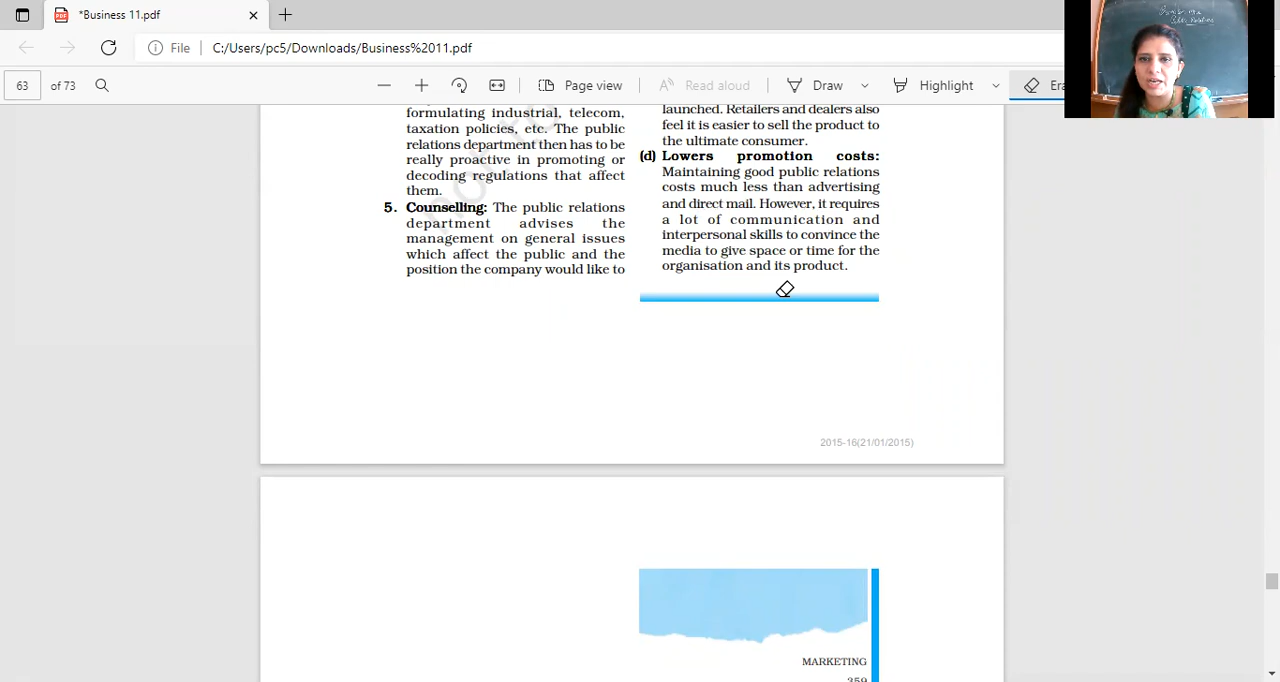 *Business 11.pdf
File
C:/Users/pc5/Downloads/Business%2011.pdf
63
of 73
Page view
Read aloud
Draw
Highlight
Era
formulating industrial, telecom,
taxation policies, etc. The public
relations department then has to be
really proactive in promoting or
decoding regulations that affect
them.
5. Counselling: The public relations
department advises the
management on general issues
which affect the public and the
position the company would like to
launched. Retailers and dealers also
feel it is easier to sell the product to
the ultimate consumer.
(d) Lowers promotion costs:
Maintaining good public relations
costs much less than advertising
and direct mail. However, it requires
a lot of communication and
interpersonal skills to convince the
media to give space or time for the
organisation and its product.
2015-16(21/01/2015)
MARKETING
359